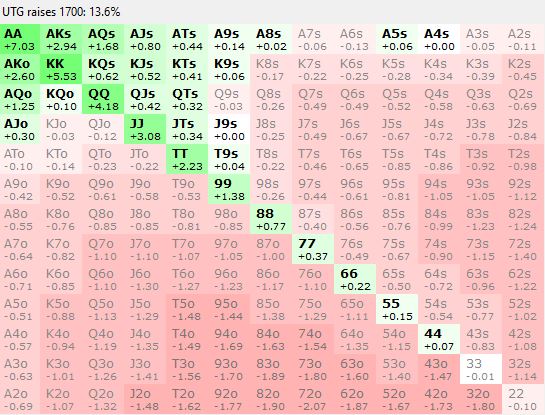 UTG raises 1700: 13.6%
AA AKs AQs AJs ATs A9s A8s A7s A6s A5s A4s A3s A2s
+7.03 +2.94 +1.68 +0.80 +0.44 +0.14 +0.02 -0.06 -0.13 +0.06 +0.00 -0.05 -0.11
AKo KK KQs KJs KTs K9s K8s K7s K6s K5s K4s K3s K2s
+2.60 +5.53 +0.62 +0.52 +0.41 +0.06 -0.17 -0.22 -0.25 -0.28 -0.34 -0.39 -0.45
AQo KQo QQ QJs QTs Q9s Q8s Q7s Q6s Q5s Q4s Q3s Q2s
+1.25 +0.10 +4.18 +0.42 +0.32 -0.03 -0.26 -0.49 -0.49 -0.52 -0.58 -0.63 -0.69
AJo KJo QJo JJ JTs J9s J8s J7s J6s J5s J4s J3s J2s
+0.30 -0.03 -0.12 +3.08 +0.34 +0.00 -0.25 -0.49 -0.67 -0.67 -0.72 -0.78 -0.84
ATo KTo QTo JTo TT T9s T8s T7s T6s T5s T4s T3s T2s
-0.10 -0.14 -0.23 -0.22 +2.23 +0.04 -0.22 -0.46 -0.65 -0.85 -0.86 -0.92 -0.98
A9o K9o Q9o J9o T9o 99 98s 97s 96s 95s 94s 93s 92s
-0.42 -0.52 -0.61 -0.58 -0.53 +1.38 -0.26 -0.44 -0.61 -0.81 -1.05 -1.05 -1.12
A8o K8o Q8o J8o T8o 98o 88 87s 86s 85s 84s 83s 82s
-0.55 -0.76 -0.85 -0.85 -0.81 -0.85 +0.77 -0.40 -0.56 -0.76 -0.99 -1.23 -1.24
A7o K7o Q7o J7o T7o 97o 87o 77 76s 75s 74s 73s 72s
-0.64 -0.82 -1.10 -1.10 -1.07 -1.05 -1.00 +0.37 -0.49 -0.67 -0.90 -1.15 -1.40
A6o K6o Q6o J6o T6o 96o 86o 76o 66 65s 64s 63s 62s
-0.71 -0.85 -1.10 -1.30 -1.27 -1.23 -1.17 -1.10 +0.22 -0.50 -0.72 -0.96 -1.22
A5o K5o Q5o J5o T5o 95o 85o 75o 65o 55 54s 53s 52s
-0.51 -0.88 -1.13 -1.29 -1.48 -1.44 -1.38 -1.29 -1.11 +0.15 -0.54 -0.77 -1.02
A4o K4o Q4o J4o T4o 94o 84o 74o 64o 54o 44 43s 42s
-0.57 -0.94 -1.19 -1.35 -1.49 -1.69 -1.63 -1.54 -1.35 -1.15 +0.07 -0.83 -1.08
A3o K3o Q3o J3o T3o 93o 83o 73o 63o 53o 43o 33 32s
-0.63 -1.01 -1.26 -1.41 -1.56 -1.70 -1.89 -1.80 -1.60 -1.40 -1.47 -0.01 -1.14
A2o K2o Q2o J2o T2o 92o 82o 72o 62o 52o 42o 32o 22
-0.69 -1.07 -1.32 -1.48 -1.62 -1.77 -1.90 -2.07 -1.87 -1.67 -1.73 -1.80 -0.10